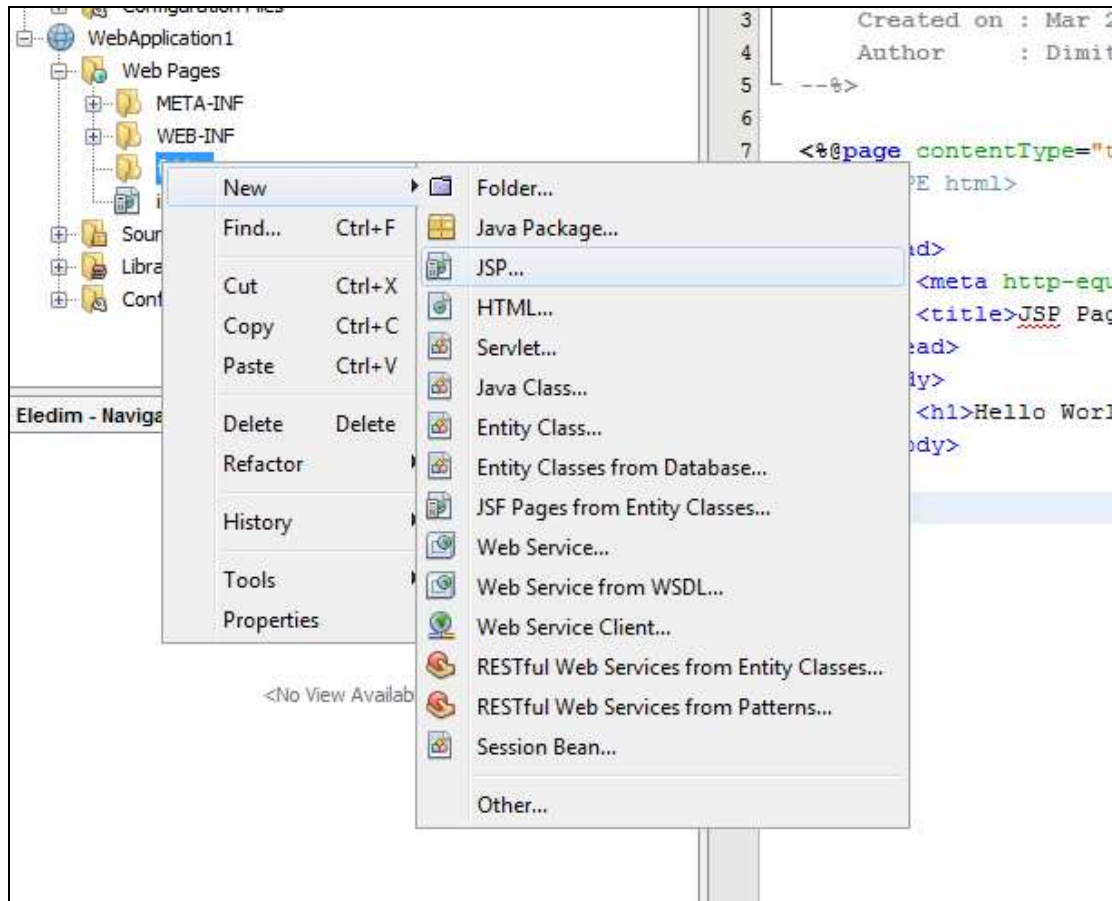 Configuration Files
WebApplication1
Web Pages
META-INF
WEB-INF
i
Sour
Libra
Conf
Eledim - Naviga
<No View Availab
New
Find... Ctrl+F
Cut Ctrl+X
Copy Ctrl+C
Paste Ctrl+V
Delete Delete
Refactor
History
Tools
Properties
Folder...
Java Package...
JSP...
HTML...
Servlet...
Java Class...
Entity Class...
Entity Classes from Database...
JSF Pages from Entity Classes...
Web Service...
Web Service from WSDL...
Web Service Client...
RESTful Web Services from Entity Classes...
RESTful Web Services from Patterns...
Session Bean...
Other...
3 Created on : Mar 2
4 Author : Dimit
5 --%>
6
7 <%@page contentType="t
PE html>
ad>
<meta http-equ
<title>JSP Pag
ead>
dy>
<h1>Hello Worl
ody>